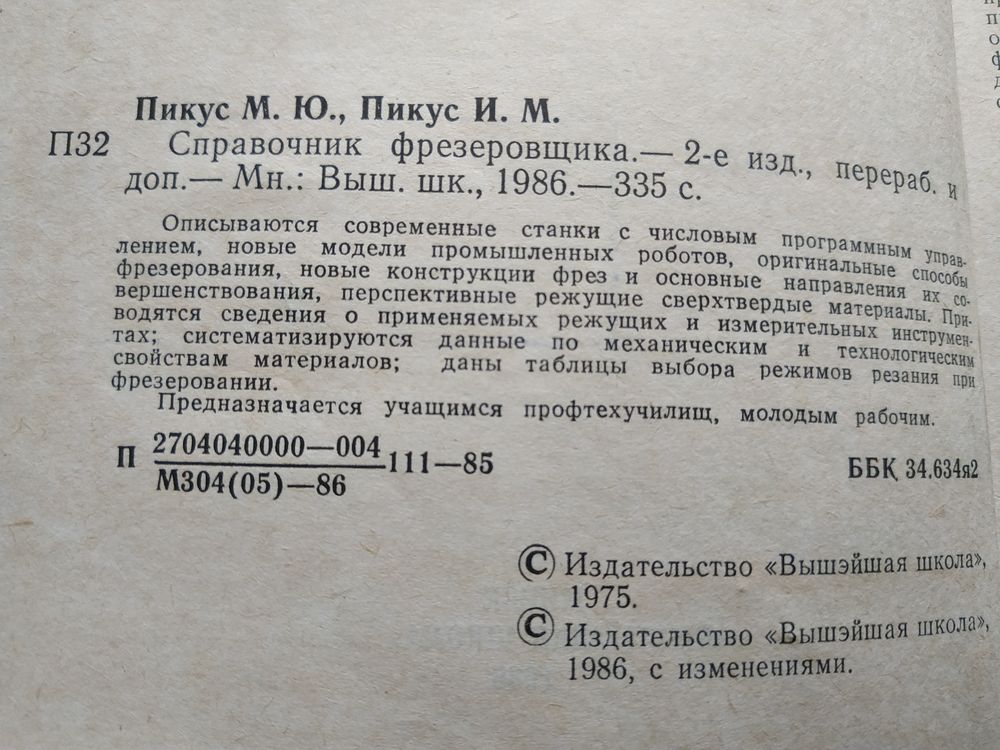 Пикус М. Ю., Пикус И. М.
П32 Справочник фрезеровщика.— 2-е изд., перераб. и
доп.— Мн.: Выш. шк., 1986.—335 с.
Описываются современные станки с числовым программным управ-
лением, новые модели промышленных роботов, оригинальные способы
фрезерования, новые конструкции фрез и основные направления их со-
вершенствования, перспективные режущие сверхтвердые материалы. При-
водятся сведения о применяемых режущих и измерительных инструмен-
тах; систематизируются данные по механическим и технологическим
свойствам материалов; даны таблицы выбора режимов резания при
фрезеровании.
Предназначается учащимся профтехучилищ, молодым рабочим.
П 2704040000—004
М304(05)—86
111—85
ББК 34.634я2
© Издательство «Вышэйшая школа»,
1975.
© Издательство «Вышэйшая школа»,
1986, с изменениями.